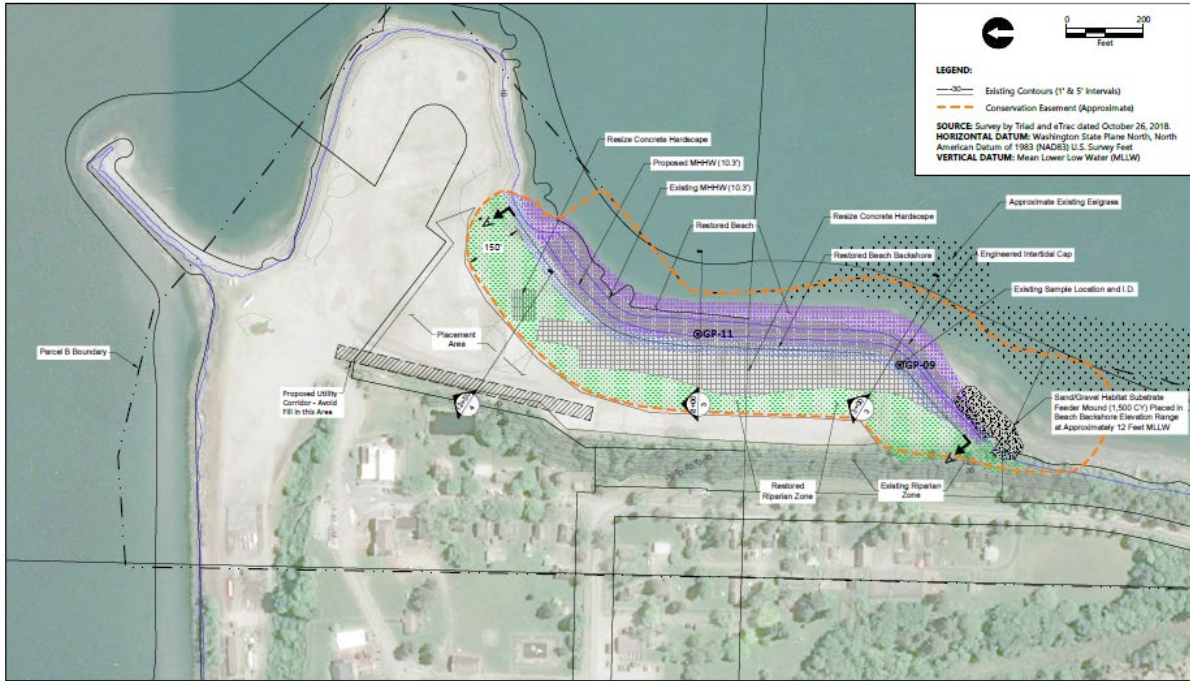 0 200
Feet
LEGEND:
-30 Existing Contours (1' & 5' Intervals)
Conservation Easement (Approximate)
SOURCE: Survey by Triad and eTrac dated October 26, 2018.
HORIZONTAL DATUM: Washington State Plane North, North
American Datum of 1983 (NAD83) U.S. Survey Feet
VERTICAL DATUM: Mean Lower Low Water (MLLW)
Resize Concrete Hardscape
Proposed MHHW (10.3')
Existing MHHW (10.3')
Restored Beach
Resize Concrete Hardscape
Restored Beach Backshore
Approximate Existing Eelgrass
Engineered Intertidal Cap
Existing Sample Location and I.D.
150'
GP-11
GP-09
Placement
Area
Parcel B Boundary
Proposed Utility
Corridor - Avoid
Fill in this Area
4
3
Sand/Gravel Habitat Substrate
Feeder Mound (1,500 CY) Placed in
Beach Backshore Elevation Range
at Approximately 12 Feet MLLW
Restored
Riparian Zone
Existing Riparian
Zone